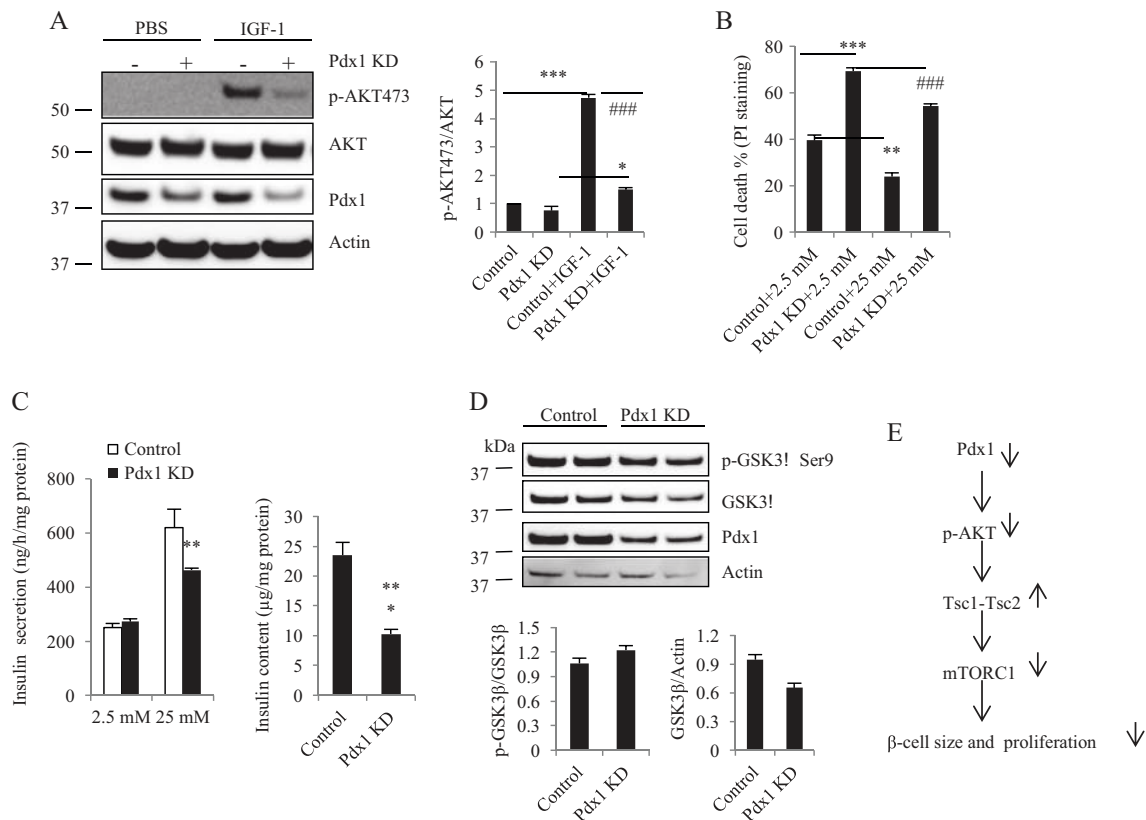 A
PBS IGF-1
- + - + Pdx1 KD
p-AKT473
50
AKT
50
Pdx1
37
Actin
37
p-AKT473/AKT
6
5
4
3
2
1
0
***
###
*
Control
Pdx1 KD
Control+IGF-1
Pdx1 KD+IGF-1
B
Cell death % (PI staining)
80
60
40
20
0
***
###
**
Control+2.5 mM
Pdx1 KD+2.5 mM
Control+25 mM
Pdx1 KD+25 mM
C
Control
Pdx1 KD
Insulin secretion (ng/h/mg protein)
800
600
400
200
0
**
2.5 mM 25 mM
Insulin content (µg/mg protein)
30
25
20
15
10
5
0
**
*
Control
Pdx1 KD
D
Control Pdx1 KD
kDa
37
p-GSK3! Ser9
37
GSK3!
37
Pdx1
37
Actin
p-GSK3β/GSK3β
1.5
1.2
0.9
0.6
0.3
0
Control
Pdx1 KD
GSK3β/Actin
1.2
0.9
0.6
0.3
0
Control
Pdx1 KD
E
Pdx1 ↓
p-AKT ↓
Tsc1-Tsc2 ↑
mTORC1 ↓
β-cell size and proliferation ↓